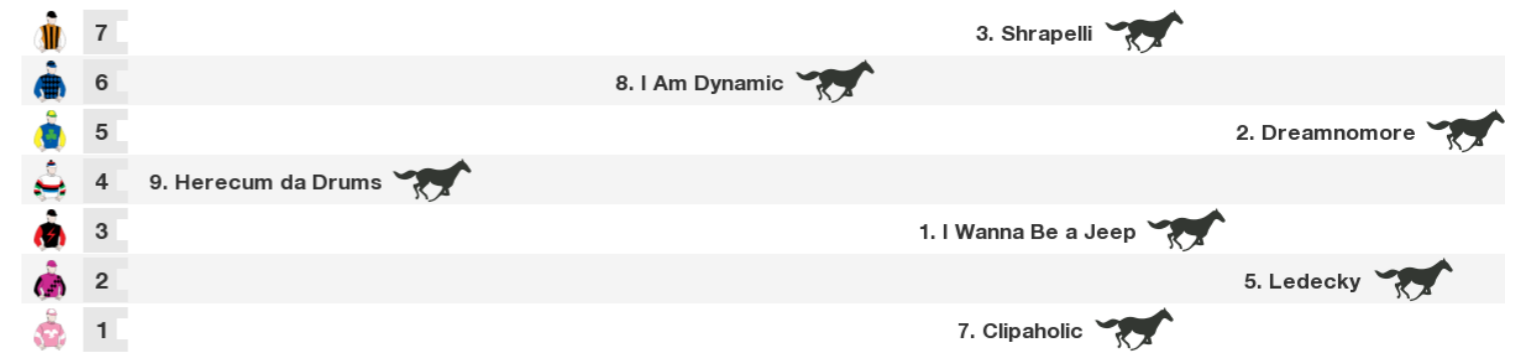 7 3. Shrapelli
6 8. I Am Dynamic
5 2. Dreamnomore
4 9. Herecum da Drums
3 1. I Wanna Be a Jeep
2 5. Ledecky
1 7. Clipaholic